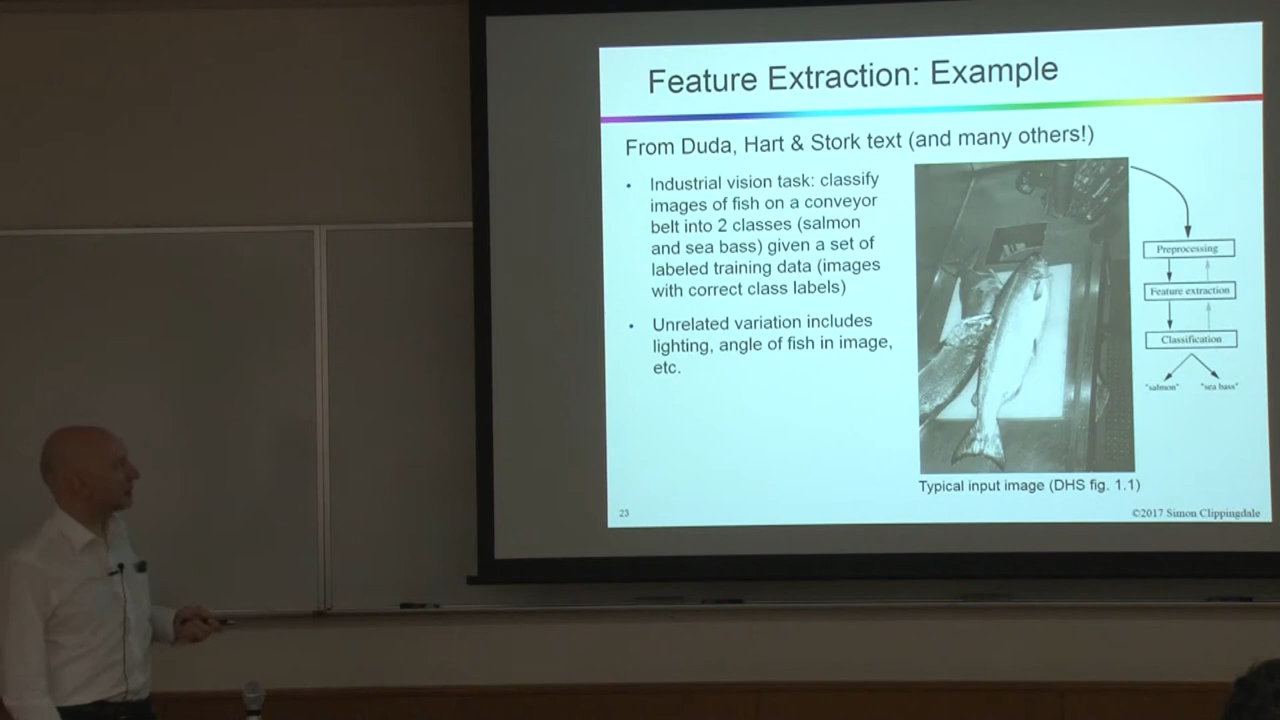 Feature Extraction: Example
From Duda, Hart & Stork text (and many others!)
• Industrial vision task: classify
images of fish on a conveyor
belt into 2 classes (salmon
and sea bass) given a set of
labeled training data (images
with correct class labels)
• Unrelated variation includes
lighting, angle of fish in image,
etc.
Preprocessing
Feature extraction
Classification
"salmon" "sea bass"
Typical input image (DHS fig. 1.1)
23
©2017 Simon Clippingdale